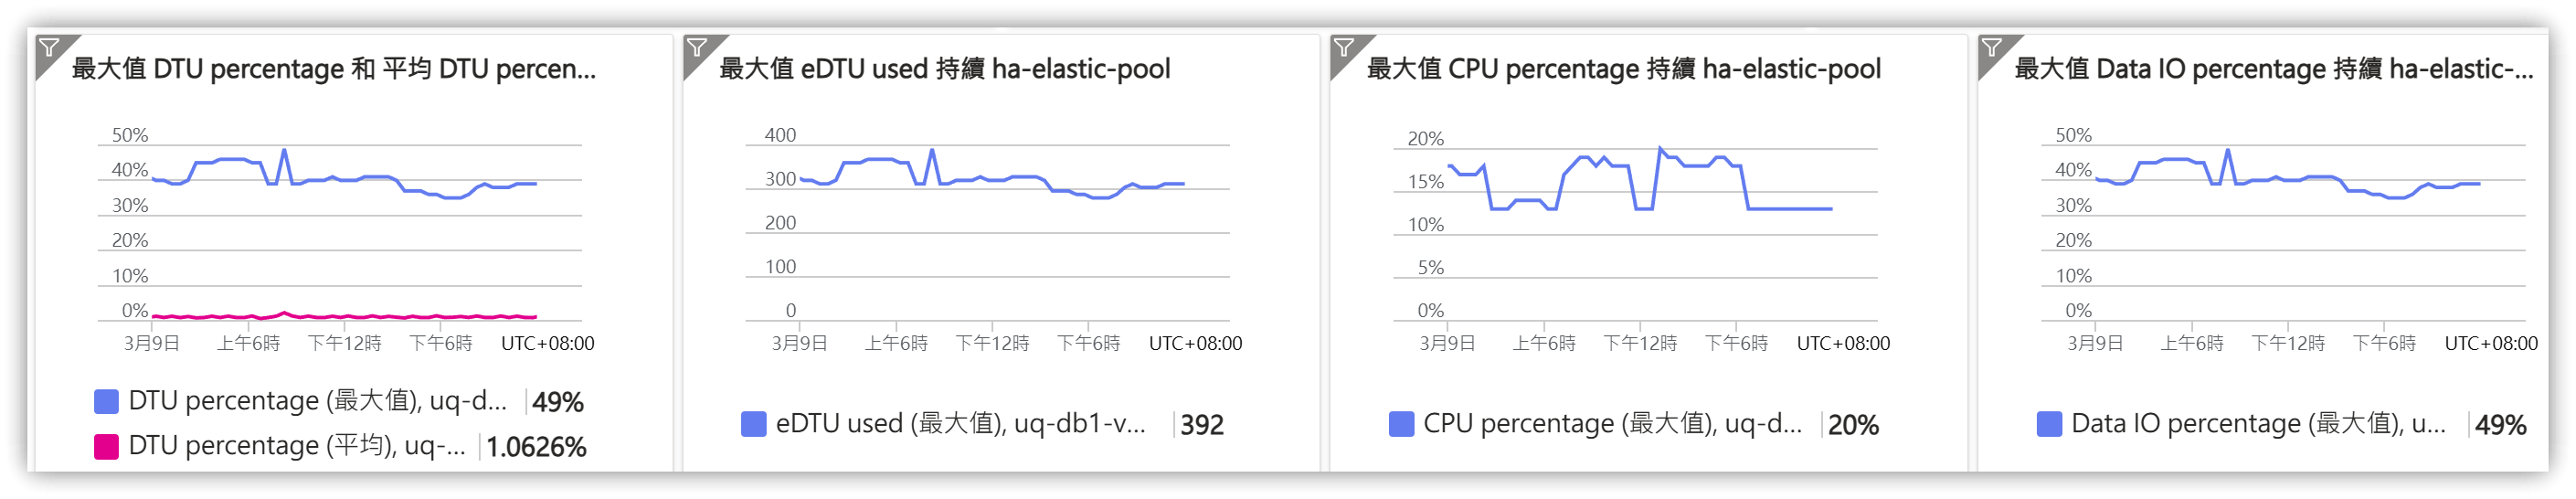 最大值 DTU percentage 和 平均 DTU percen...
50%
40%
30%
20%
10%
0%
3月9日 上午6時 下午12時 下午6時 UTC+08:00
DTU percentage (最大值), uq-d... 49%
DTU percentage (平均), uq-... 1.0626%
最大值 eDTU used 持續 ha-elastic-pool
400
300
200
100
0
3月9日 上午6時 下午12時 下午6時 UTC+08:00
eDTU used (最大值), uq-db1-v... 392
最大值 CPU percentage 持續 ha-elastic-pool
20%
15%
10%
5%
0%
3月9日 上午6時 下午12時 下午6時 UTC+08:00
CPU percentage (最大值), uq-d... 20%
最大值 Data IO percentage 持續 ha-elastic-...
50%
40%
30%
20%
10%
0%
3月9日 上午6時 下午12時 下午6時 UTC+08:00
Data IO percentage (最大值), u... 49%